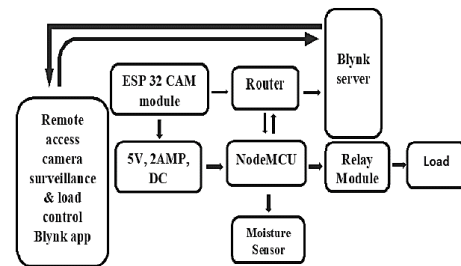 Blynk
server
ESP 32 CAM
module
Router
Remote
access
camera
surveillance
& load
control
Blynk app
5V, 2AMP,
DC
NodeMCU
Relay
Module
Load
Moisture
Sensor